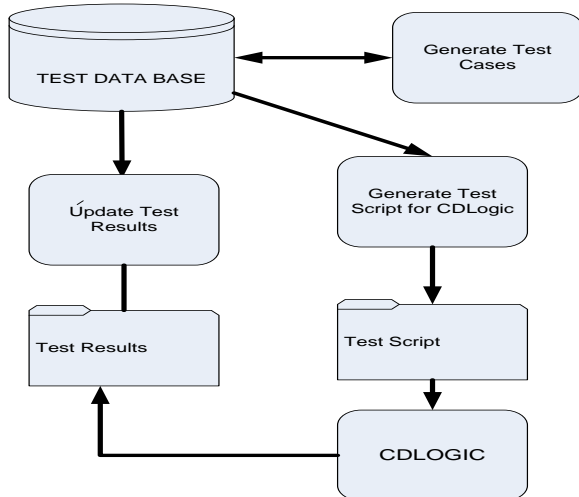 TEST DATA BASE
Generate Test
Cases
Úpdate Test
Results
Generate Test
Script for CDLogic
Test Results
Test Script
CDLOGIC